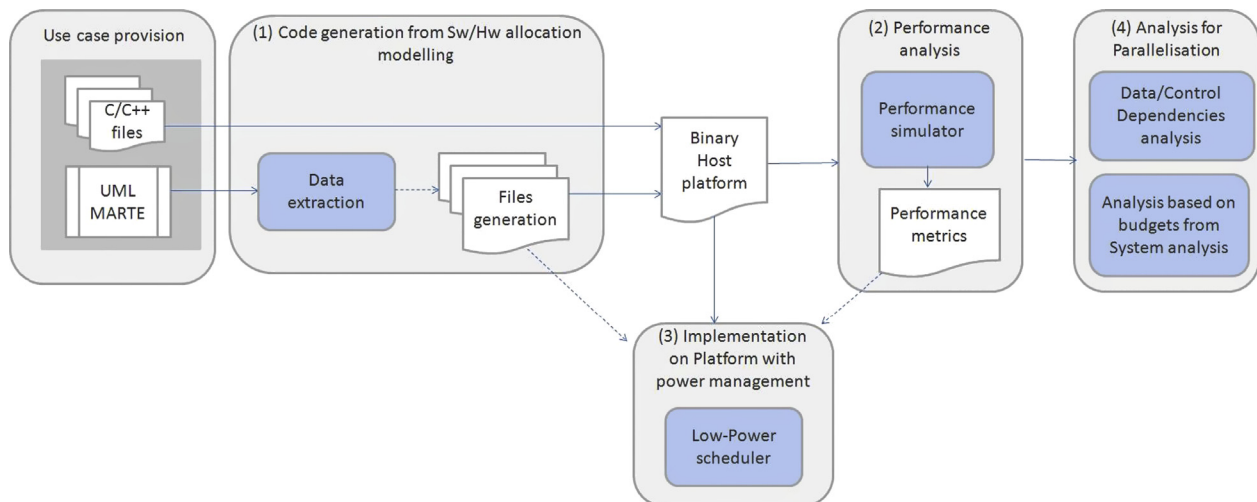 Use case provision
C/C++
files
UML
MARTE
(1) Code generation from Sw/Hw allocation
modelling
Data
extraction
Files
generation
Binary
Host
platform
(2) Performance
analysis
Performance
simulator
Performance
metrics
(3) Implementation
on Platform with
power management
Low-Power
scheduler
(4) Analysis for
Parallelisation
Data/Control
Dependencies
analysis
Analysis based on
budgets from
System analysis